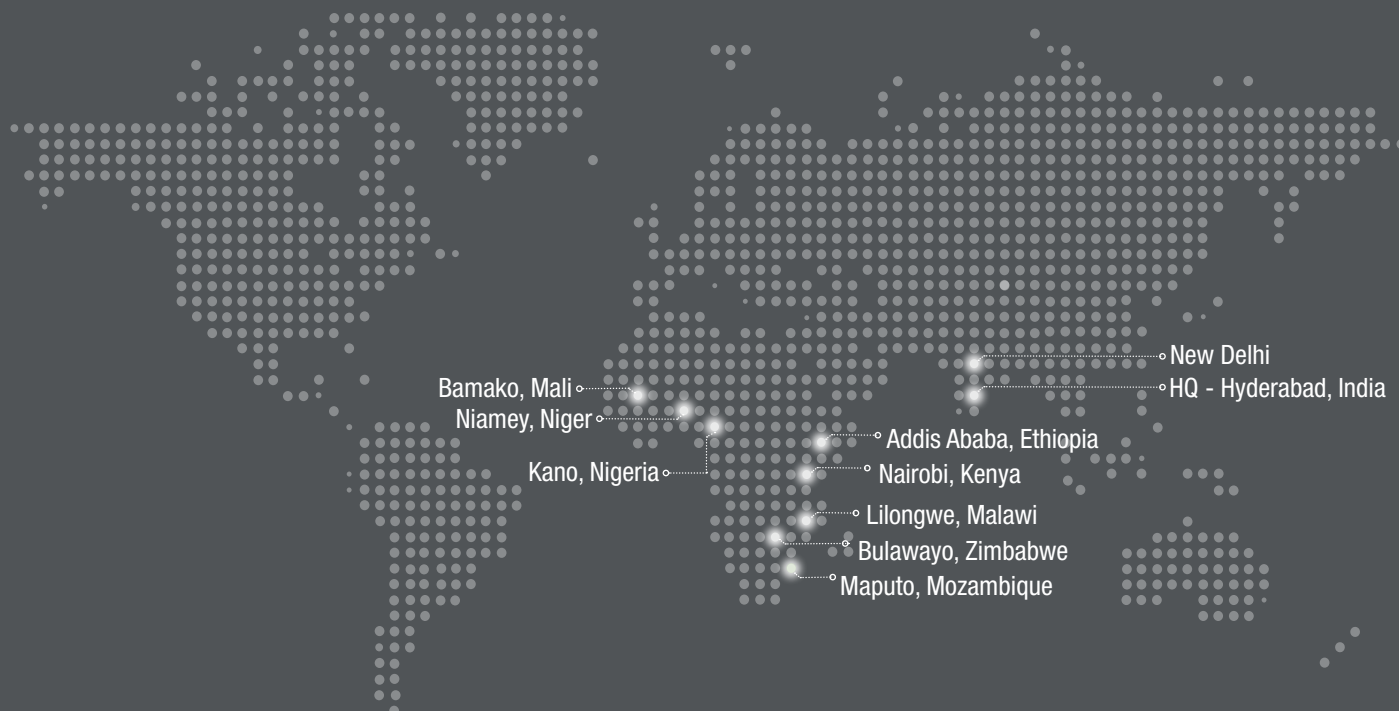 New Delhi
HQ - Hyderabad, India
Bamako, Mali
Niamey, Niger
Kano, Nigeria
Addis Ababa, Ethiopia
Nairobi, Kenya
Lilongwe, Malawi
Bulawayo, Zimbabwe
Maputo, Mozambique